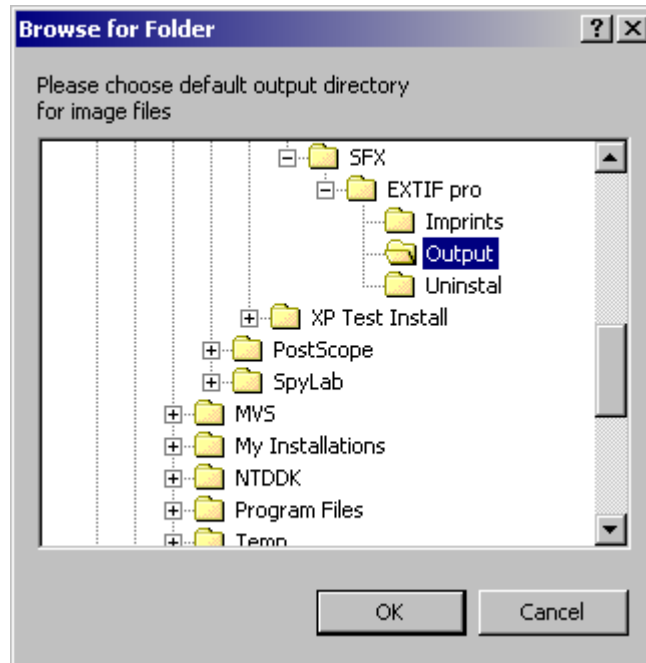 Browse for Folder
Please choose default output directory
for image files
SFX
EXTIF pro
Imprints
Output
Uninstal
XP Test Install
PostScope
SpyLab
MVS
My Installations
NTDDK
Program Files
Temp
OK
Cancel